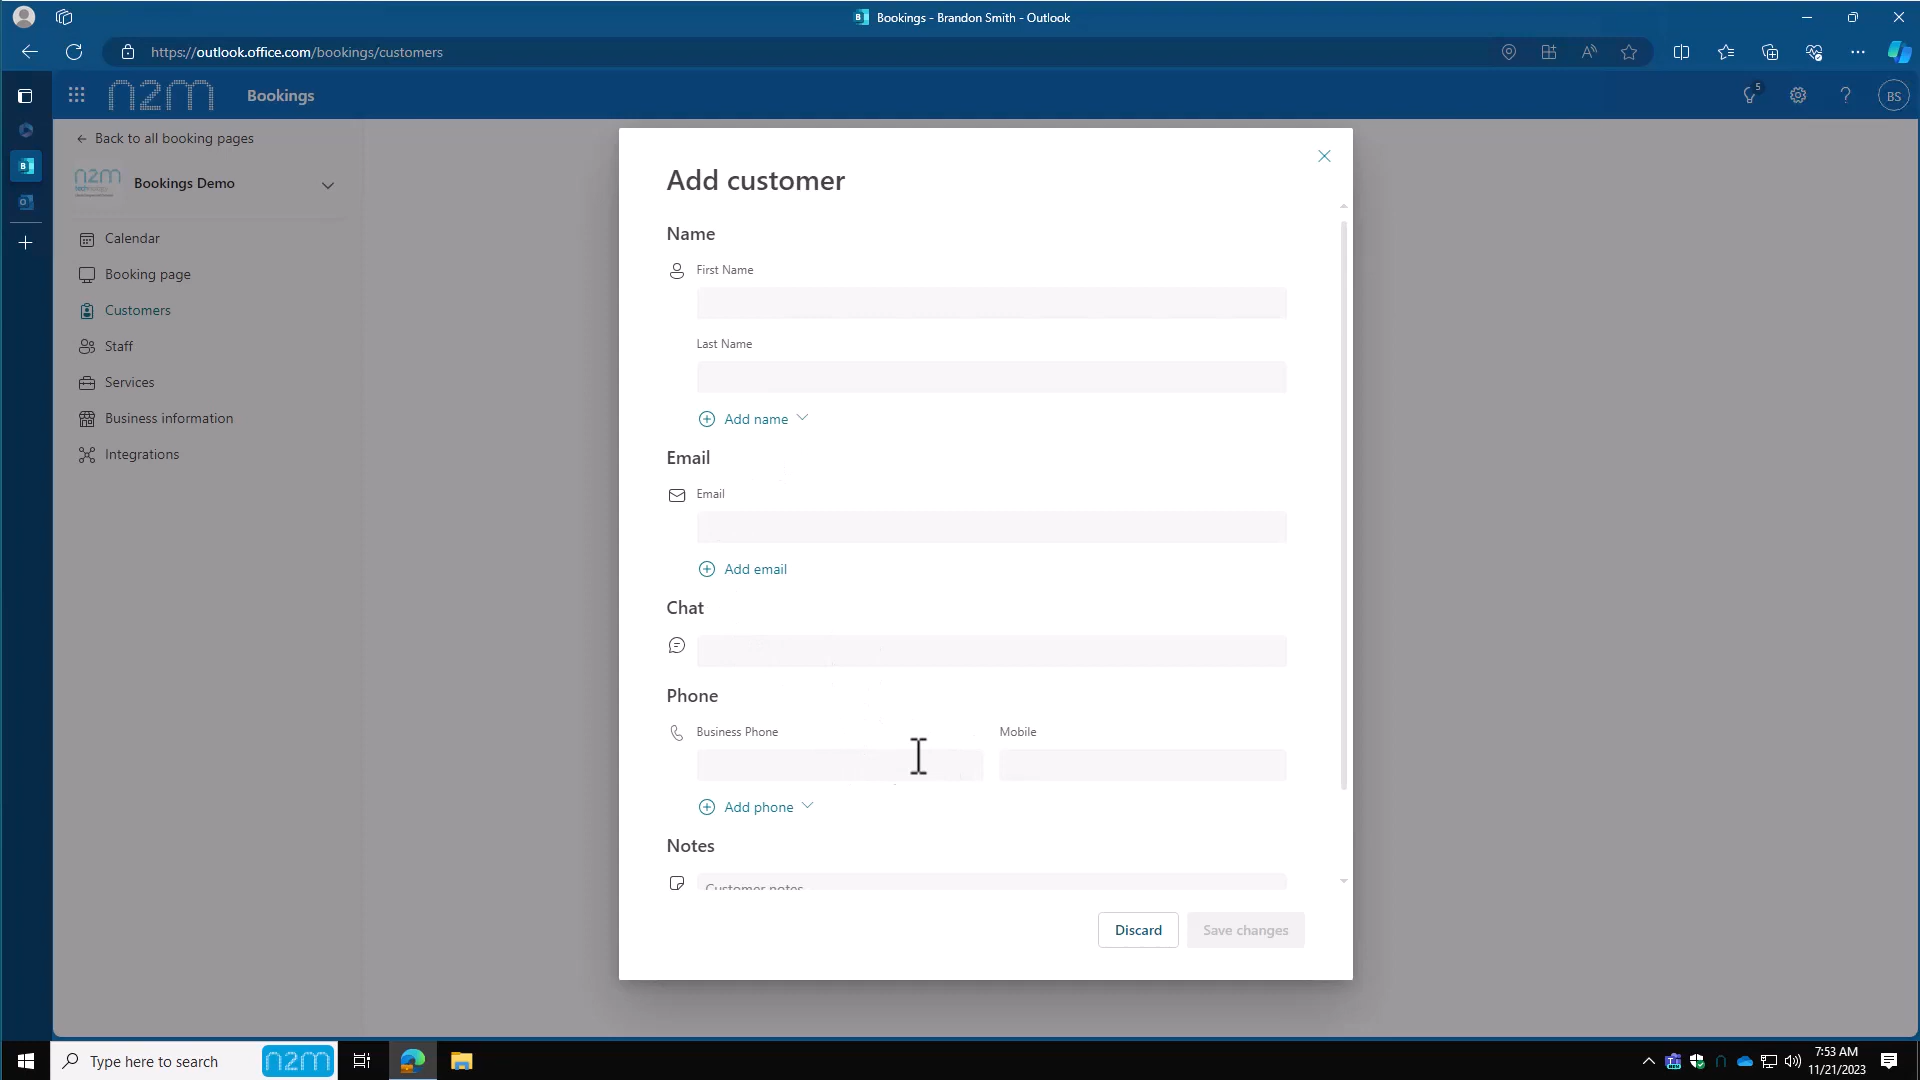 Bookings - Brandon Smith - Outlook
https://outlook.office.com/bookings/customers
n2m
Bookings
5
?
BS
Back to all booking pages
n2m
Bookings Demo
Calendar
Booking page
Customers
Staff
Services
Business information
Integrations
Add customer
Name
First Name
Last Name
Add name
Email
Email
Add email
Chat
Phone
Business Phone
Mobile
Add phone
Notes
Customer notes
Discard
Save changes
Type here to search
n2m
7:53 AM
11/21/2023